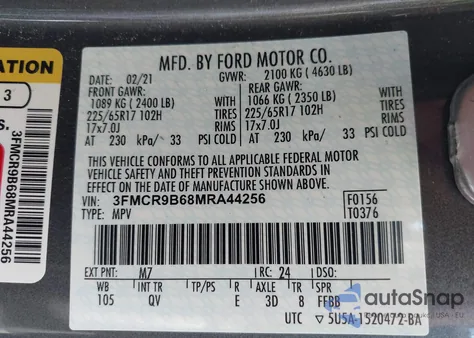 ATION
3
S.
3FMCR9B68MRA44256
MFD. BY FORD MOTOR CO.
DATE: 02/21 GVWR: 2100 KG ( 4630 LB)
FRONT GAWR: REAR GAWR:
1089 KG ( 2400 LB) 1066 KG ( 2350 LB)
225/65R17 102H TIRES 225/65R17 102H TIRES
17x7.0J RIMS 17x7.0J RIMS
AT 230 kPa/ 33 PSI COLD AT 230 kPa/ 33 PSI COLD
THIS VEHICLE CONFORMS TO ALL APPLICABLE FEDERAL MOTOR
VEHICLE SAFETY AND THEFT PREVENTION STANDARDS IN EFFECT
ON THE DATE OF MANUFACTURE SHOWN ABOVE.
VIN: 3FMCR9B68MRA44256 F0156
TYPE: MPV T0376
EXT PNT: M7 RC: 24 DSO:
WB INT TR TP/PS R AXLE TR SPR
105 QV E 3D 8 FFBB
UTC 5U5A-1520472-BA
autoSnap